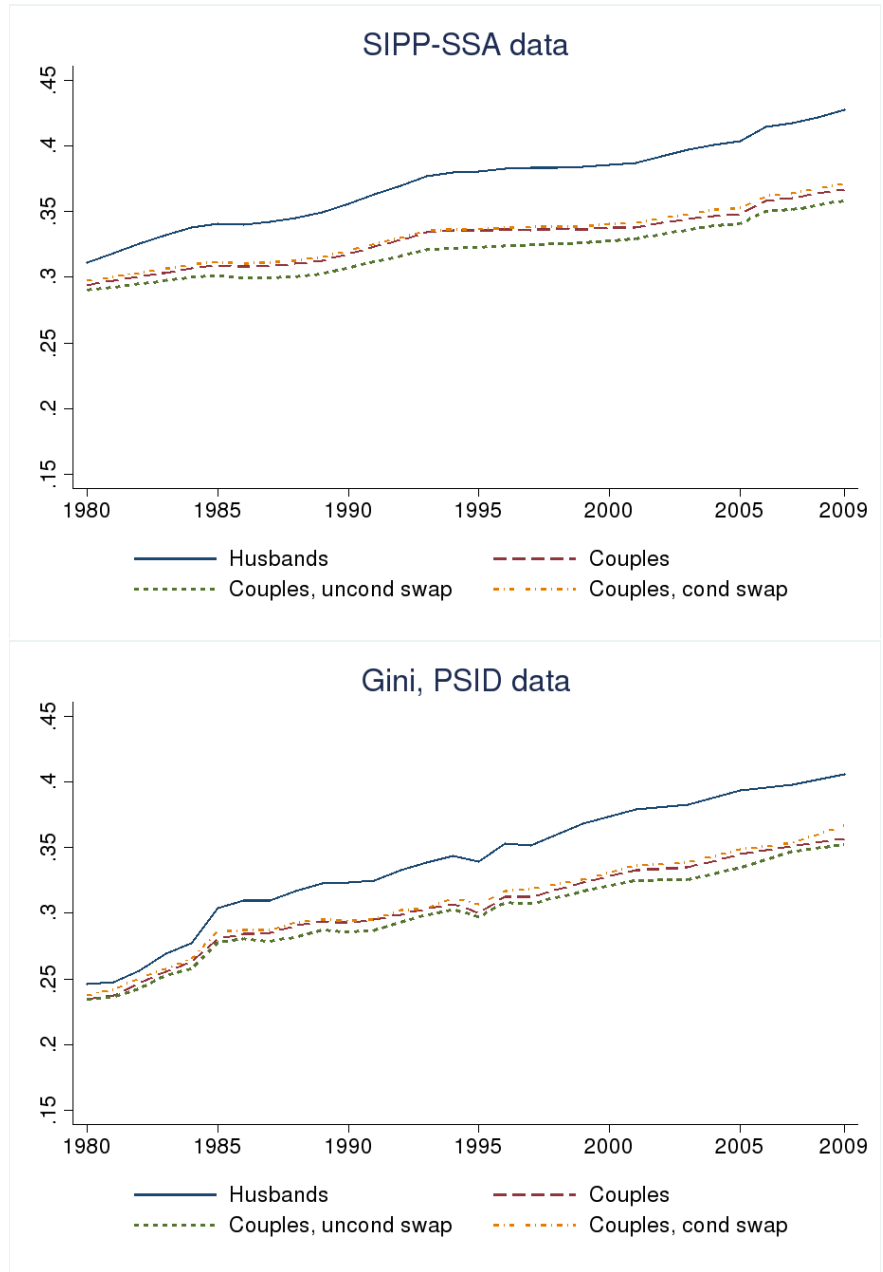 SIPP-SSA data
.45
.4
.35
.3
.25
.2
.15
1980 1985 1990 1995 2000 2005 2009
Husbands Couples
Couples, uncond swap Couples, cond swap
Gini, PSID data
.45
.4
.35
.3
.25
.2
.15
1980 1985 1990 1995 2000 2005 2009
Husbands Couples
Couples, uncond swap Couples, cond swap